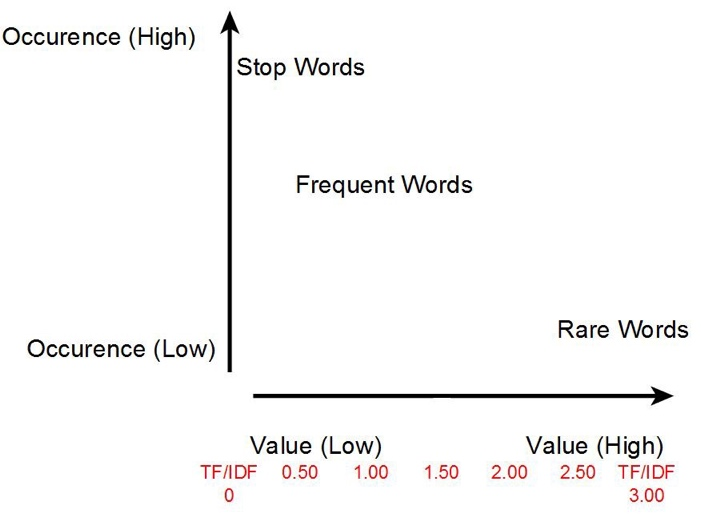 Occurence (High)
Stop Words
Frequent Words
Rare Words
Occurence (Low)
Value (Low) Value (High)
TF/IDF 0.50 1.00 1.50 2.00 2.50 TF/IDF
0 3.00